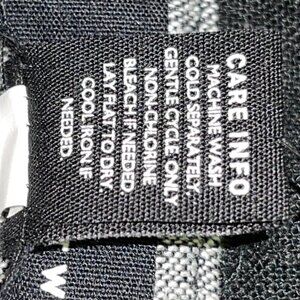 CARE INFO
MACHINE WASH
COLD SEPARATELY
GENTLE CYCLE ONLY
NON-CHLORINE
BLEACH IF NEEDED
LAY FLAT TO DRY
COOL IRON IF
NEEDED
W